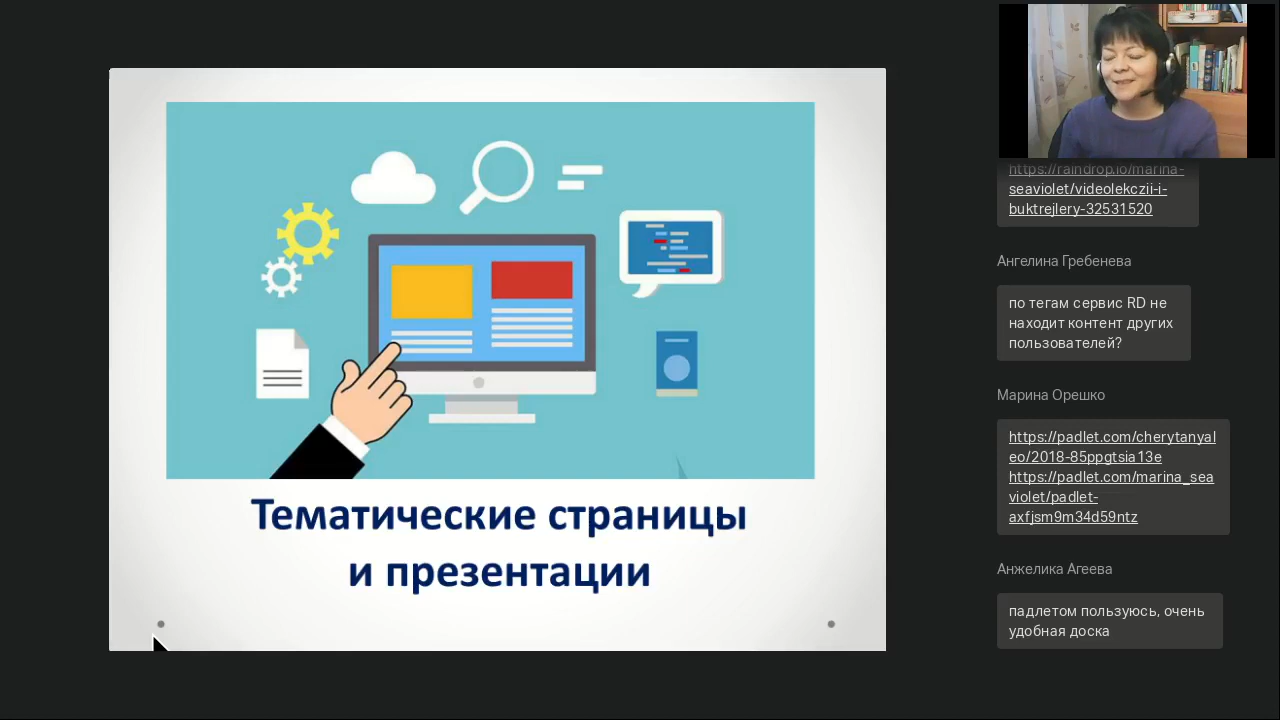 Тематические страницы
и презентации
https://raindrop.io/marina-
seaviolet/videolekczii-i-
buktrejlery-32531520
Ангелина Гребенева
по тегам сервис RD не
находит контент других
пользователей?
Марина Орешко
https://padlet.com/cherytanyal
eo/2018-85ppgtsia13e
https://padlet.com/marina_sea
violet/padlet-
axfjsm9m34d59ntz
Анжелика Агеева
падлетом пользуюсь, очень
удобная доска